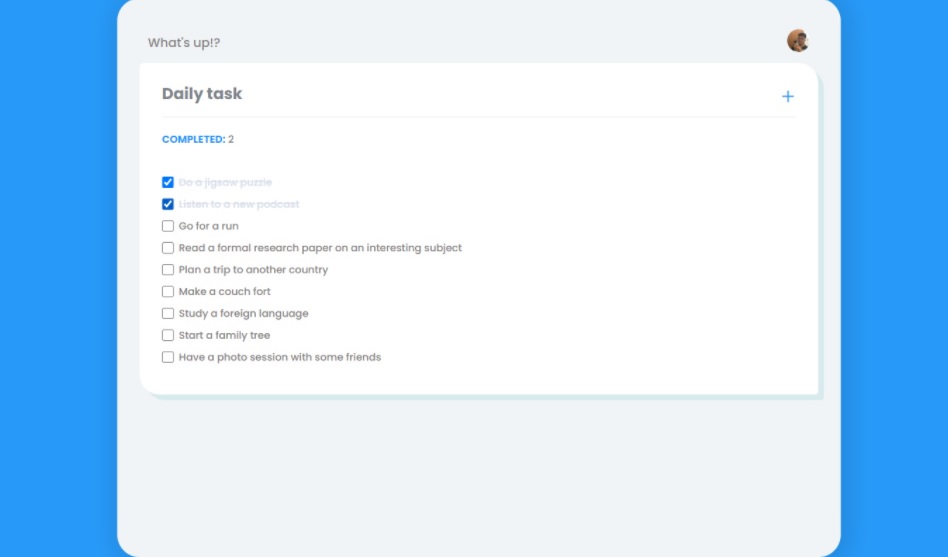 What's up!?
Daily task
+
COMPLETED: 2
Do a jigsaw puzzle
Listen to a new podcast
Go for a run
Read a formal research paper on an interesting subject
Plan a trip to another country
Make a couch fort
Study a foreign language
Start a family tree
Have a photo session with some friends